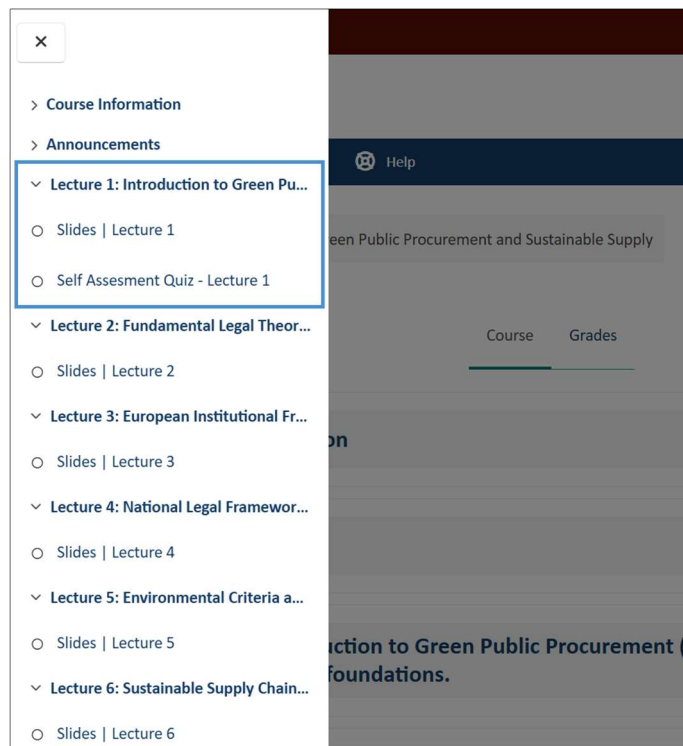 Course Information
Announcements
Lecture 1: Introduction to Green Pu...
Slides | Lecture 1
Self Assesment Quiz - Lecture 1
Lecture 2: Fundamental Legal Theor...
Slides | Lecture 2
Lecture 3: European Institutional Fr...
Slides | Lecture 3
Lecture 4: National Legal Framewor...
Slides | Lecture 4
Lecture 5: Environmental Criteria a...
Slides | Lecture 5
Lecture 6: Sustainable Supply Chain...
Slides | Lecture 6
Help
een Public Procurement and Sustainable Supply
Course Grades
on
uction to Green Public Procurement (
foundations.